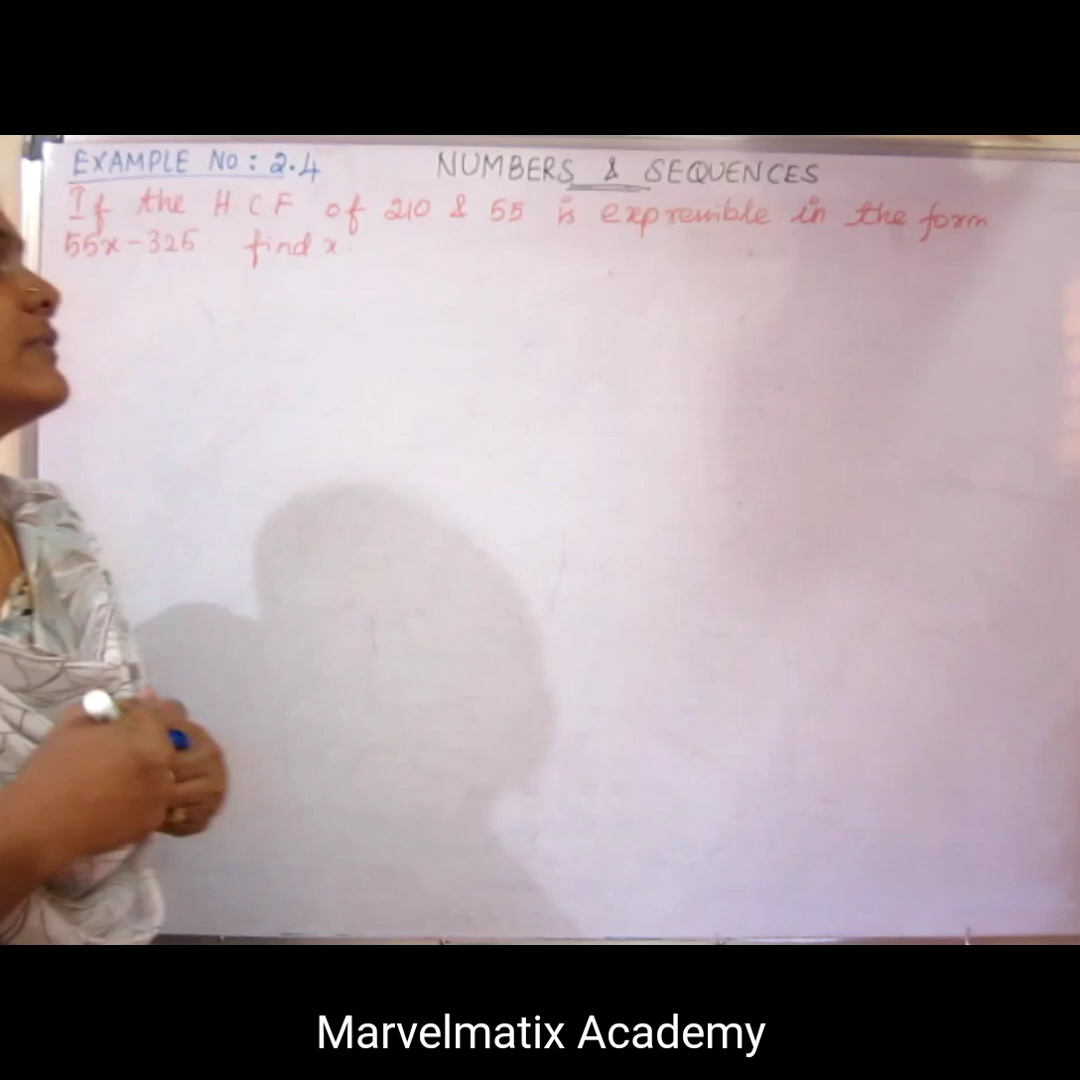 EXAMPLE NO : 2.4
NUMBERS & SEQUENCES
If the HCF of 210 & 55 is expressible in the form
55x-325 find x.
Marvelmatix Academy